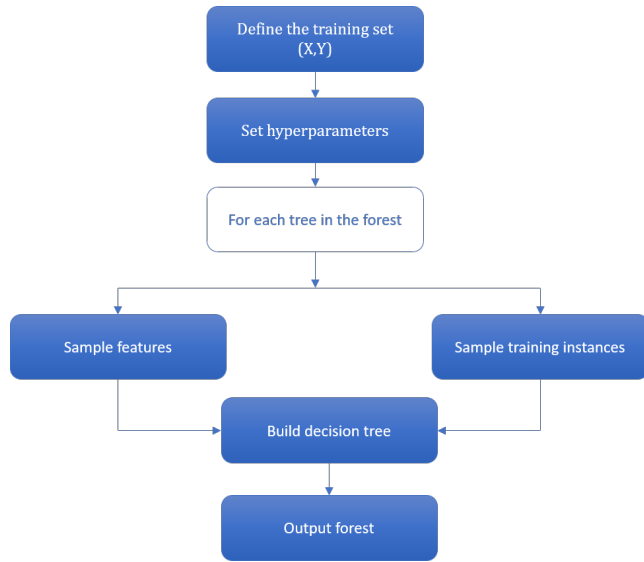 Define the training set
(X,Y)
Set hyperparameters
For each tree in the forest
Sample features
Sample training instances
Build decision tree
Output forest